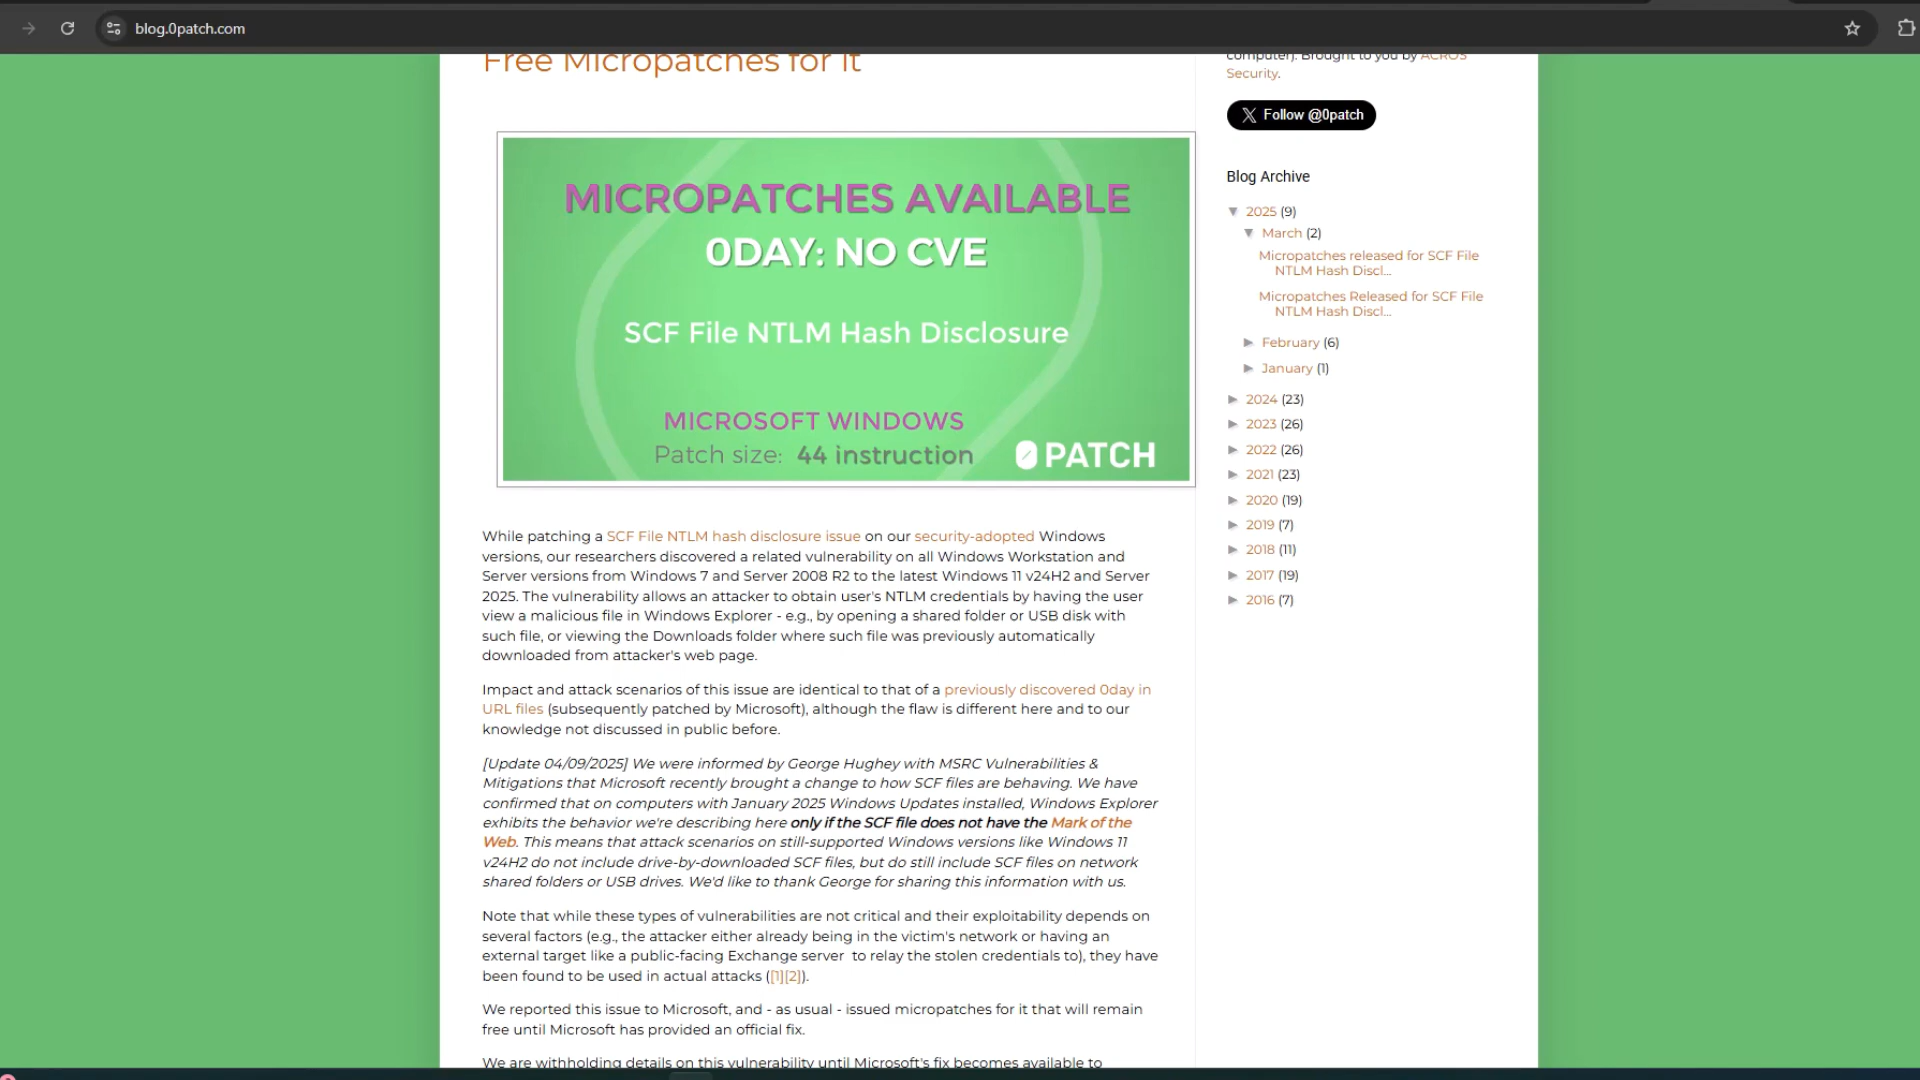 blog.0patch.com
Free Micropatches for it
MICROPATCHES AVAILABLE
0DAY: NO CVE
SCF File NTLM Hash Disclosure
MICROSOFT WINDOWS
Patch size: 44 instruction
0 PATCH
While patching a SCF File NTLM hash disclosure issue on our security-adopted Windows
versions, our researchers discovered a related vulnerability on all Windows Workstation and
Server versions from Windows 7 and Server 2008 R2 to the latest Windows 11 v24H2 and Server
2025. The vulnerability allows an attacker to obtain user's NTLM credentials by having the user
view a malicious file in Windows Explorer - e.g., by opening a shared folder or USB disk with
such file, or viewing the Downloads folder where such file was previously automatically
downloaded from attacker's web page.
Impact and attack scenarios of this issue are identical to that of a previously discovered 0day in
URL files (subsequently patched by Microsoft), although the flaw is different here and to our
knowledge not discussed in public before.
[Update 04/09/2025] We were informed by George Hughey with MSRC Vulnerabilities &
Mitigations that Microsoft recently brought a change to how SCF files are behaving. We have
confirmed that on computers with January 2025 Windows Updates installed, Windows Explorer
exhibits the behavior we're describing here only if the SCF file does not have the Mark of the
Web. This means that attack scenarios on still-supported Windows versions like Windows 11
v24H2 do not include drive-by-downloaded SCF files, but do still include SCF files on network
shared folders or USB drives. We'd like to thank George for sharing this information with us.
Note that while these types of vulnerabilities are not critical and their exploitability depends on
several factors (e.g., the attacker either already being in the victim's network or having an
external target like a public-facing Exchange server  to relay the stolen credentials to), they have
been found to be used in actual attacks ([1][2]).
We reported this issue to Microsoft, and - as usual - issued micropatches for it that will remain
free until Microsoft has provided an official fix.
We are withholding details on this vulnerability until Microsoft's fix becomes available to
computer). Brought to you by ACROS
Security.
Follow @0patch
Blog Archive
▼ 2025 (9)
▼ March (2)
Micropatches released for SCF File
NTLM Hash Discl...
Micropatches Released for SCF File
NTLM Hash Discl...
► February (6)
► January (1)
► 2024 (23)
► 2023 (26)
► 2022 (26)
► 2021 (23)
► 2020 (19)
► 2019 (7)
► 2018 (11)
► 2017 (19)
► 2016 (7)